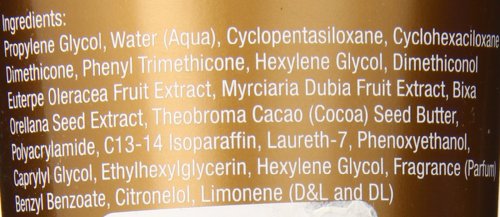 Ingredients:
Propylene Glycol, Water (Aqua), Cyclopentasiloxane, Cyclohexaciloxane
Dimethicone, Phenyl Trimethicone, Hexylene Glycol, Dimethiconol
Euterpe Oleracea Fruit Extract, Myrciaria Dubia Fruit Extract, Bixa
Orellana Seed Extract, Theobroma Cacao (Cocoa) Seed Butter,
Polyacrylamide, C13-14 Isoparaffin, Laureth-7, Phenoxyethanol,
Caprylyl Glycol, Ethylhexylglycerin, Hexylene Glycol, Fragrance (Parfum)
Benzyl Benzoate, Citronelol, Limonene (D&L and DL)